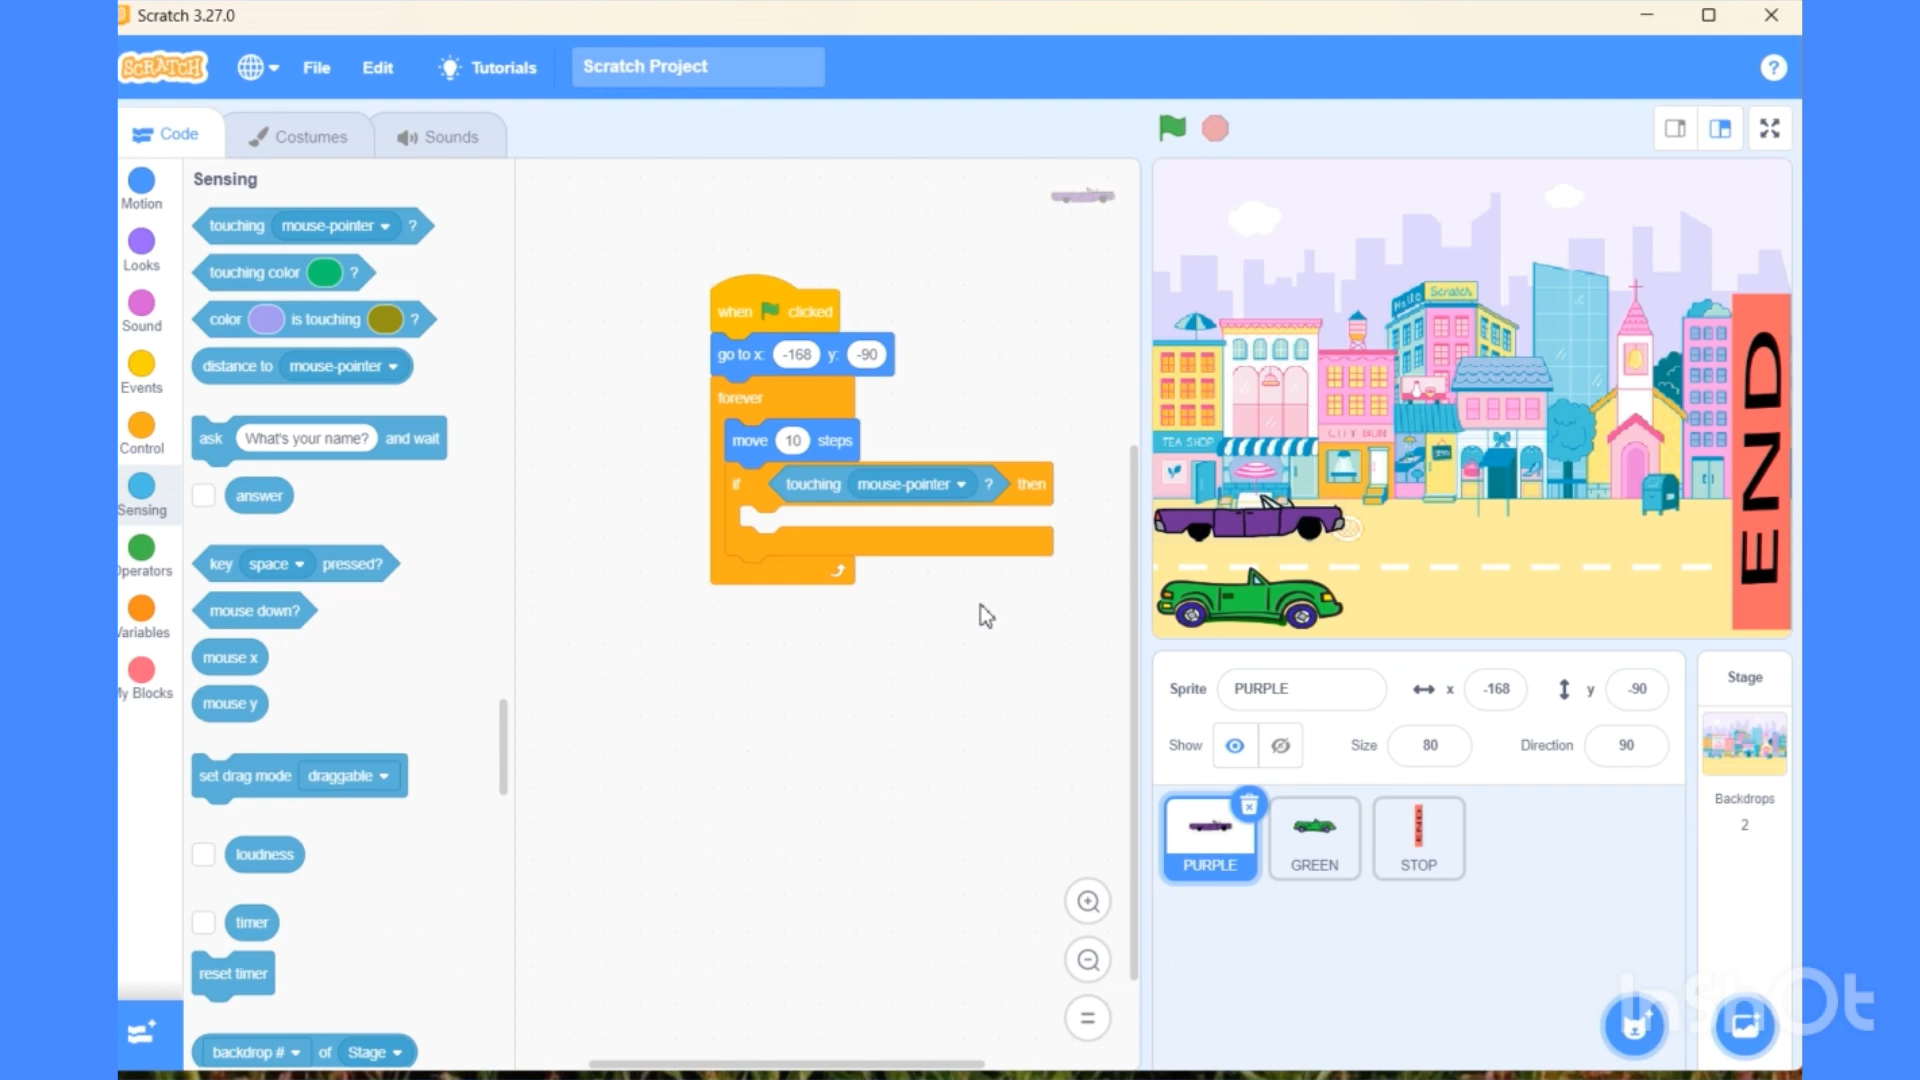 Scratch 3.27.0
SCRATCH File Edit Tutorials Scratch Project ?
Code Costumes Sounds
Motion
Looks
Sound
Events
Control
Sensing
Operators
Variables
My Blocks
Sensing
touching mouse-pointer ?
touching color ?
color is touching ?
distance to mouse-pointer
ask What's your name? and wait
answer
key space pressed?
mouse down?
mouse x
mouse y
set drag mode draggable
loudness
timer
reset timer
backdrop # of Stage
when clicked
go to x: -168 y: -90
forever
move 10 steps
if touching mouse-pointer ? then
Hello Scratch
TEA SHOP
CITY BUN
END
Sprite PURPLE x -168 y -90
Show Size 80 Direction 90
PURPLE
GREEN
END
STOP
Stage
Backdrops
2
InShOt